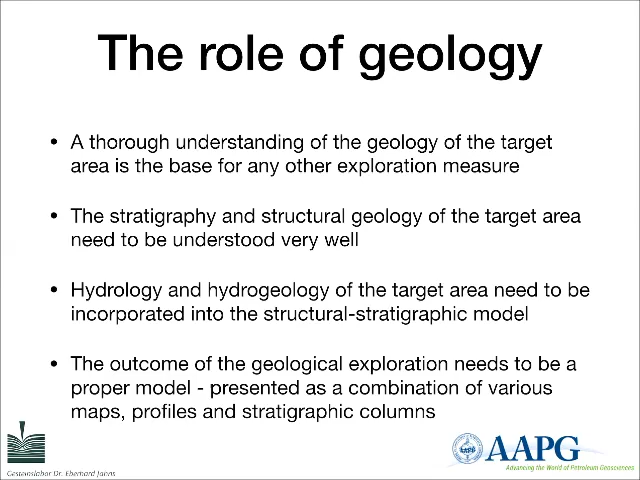 The role of geology
• A thorough understanding of the geology of the target
area is the base for any other exploration measure
• The stratigraphy and structural geology of the target area
need to be understood very well
• Hydrology and hydrogeology of the target area need to be
incorporated into the structural-stratigraphic model
• The outcome of the geological exploration needs to be a
proper model - presented as a combination of various
maps, profiles and stratigraphic columns
Gesteinslabor Dr. Eberhard Jahns
AAPG
Advancing the World of Petroleum Geosciences